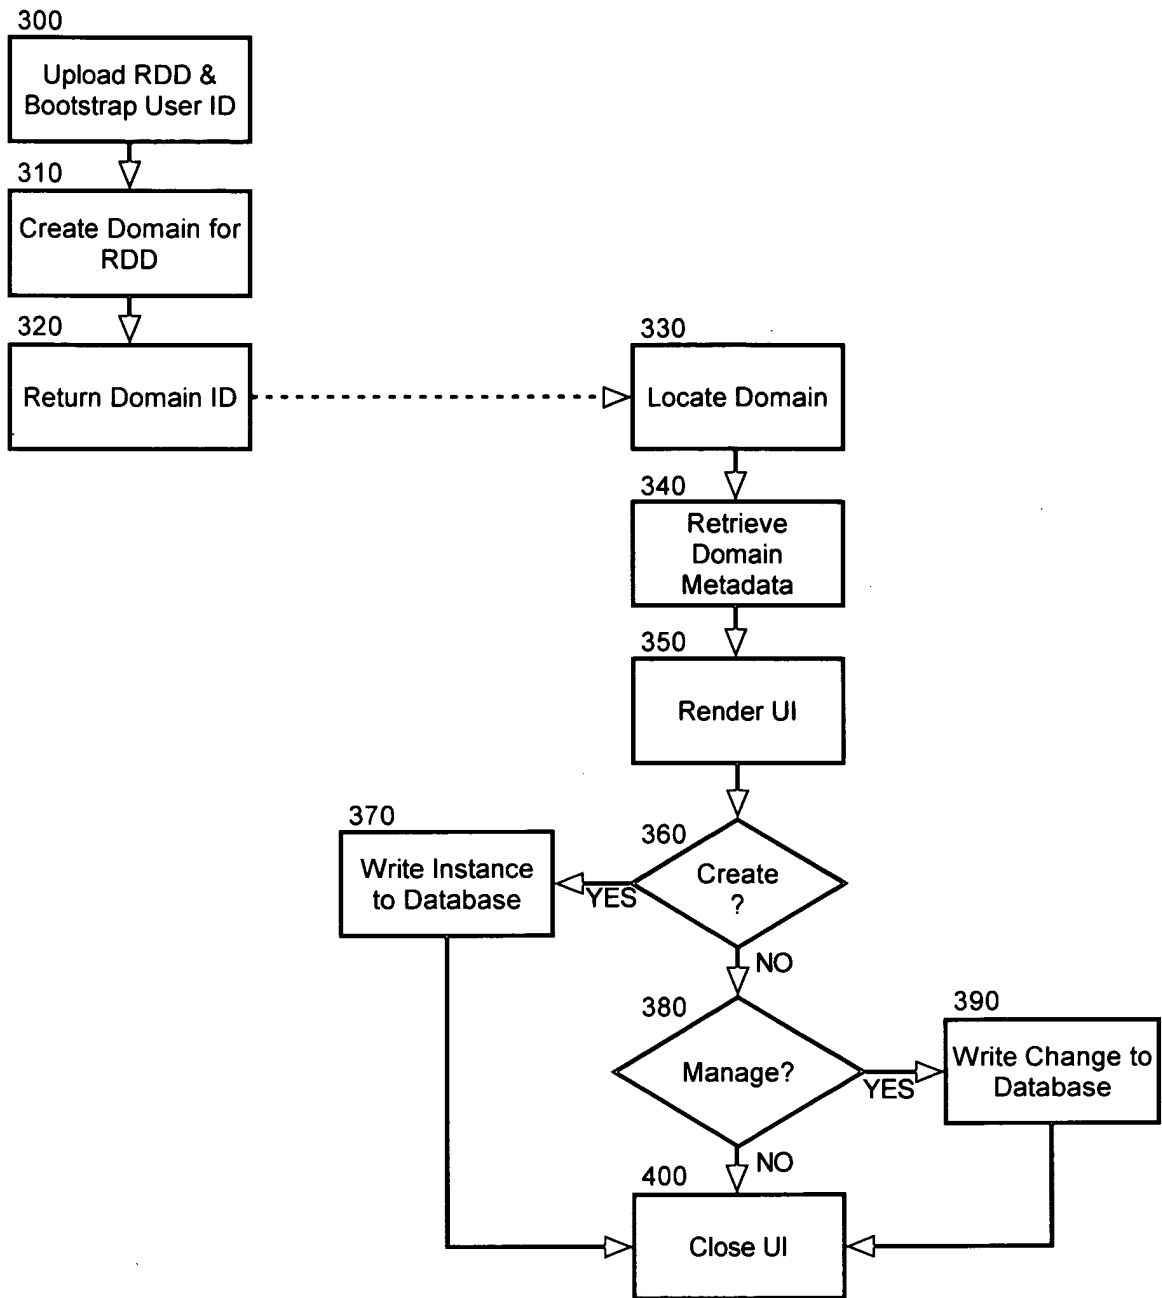 300
Upload RDD &
Bootstrap User ID
310
Create Domain for
RDD
320
Return Domain ID
330
Locate Domain
340
Retrieve
Domain
Metadata
350
Render UI
360
Create
?
YES
NO
370
Write Instance
to Database
380
Manage?
YES
NO
390
Write Change to
Database
400
Close UI